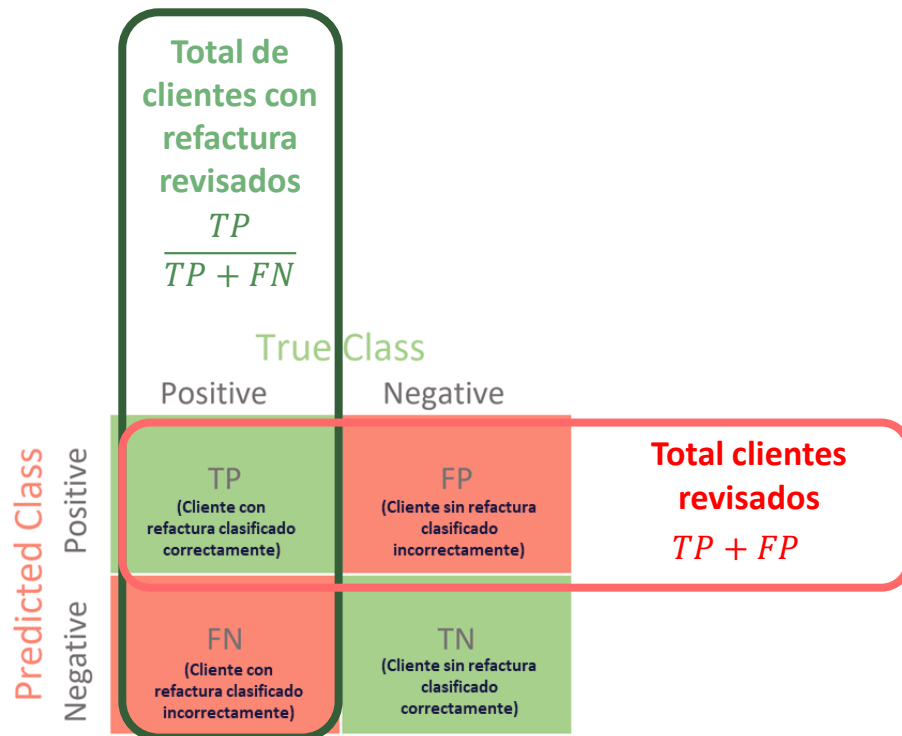 Total de
clientes con
refactura
revisados
TP
TP + FN
True Class
Positive
Negative
Predicted Class
Positive
Negative
TP
(Cliente con
refactura clasificado
correctamente)
FP
(Cliente sin refactura
clasificado
incorrectamente)
Total clientes
revisados
TP + FP
FN
(Cliente con
refactura clasificado
incorrectamente)
TN
(Cliente sin refactura
clasificado
correctamente)